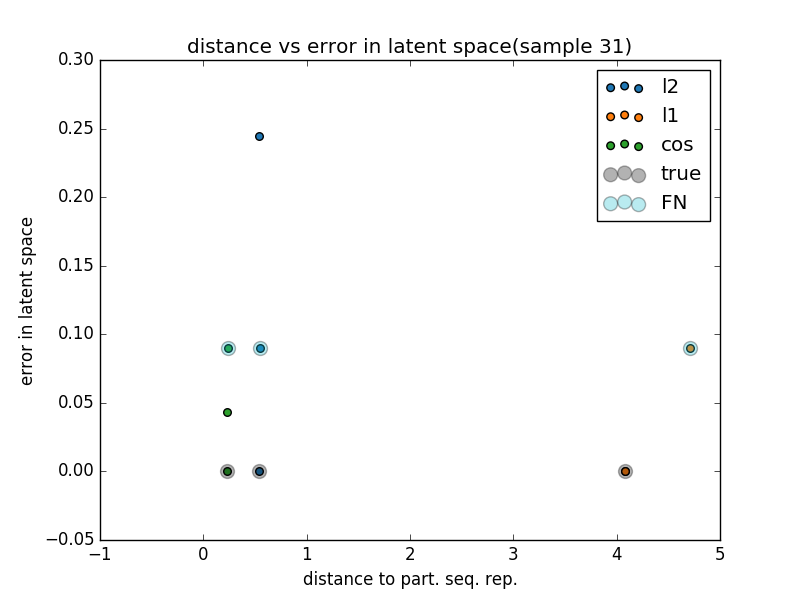 distance vs error in latent space(sample 31)
0.30
0.25
0.20
0.15
0.10
0.05
0.00
−0.05
error in latent space
l2
l1
cos
true
FN
−1 0 1 2 3 4 5
distance to part. seq. rep.